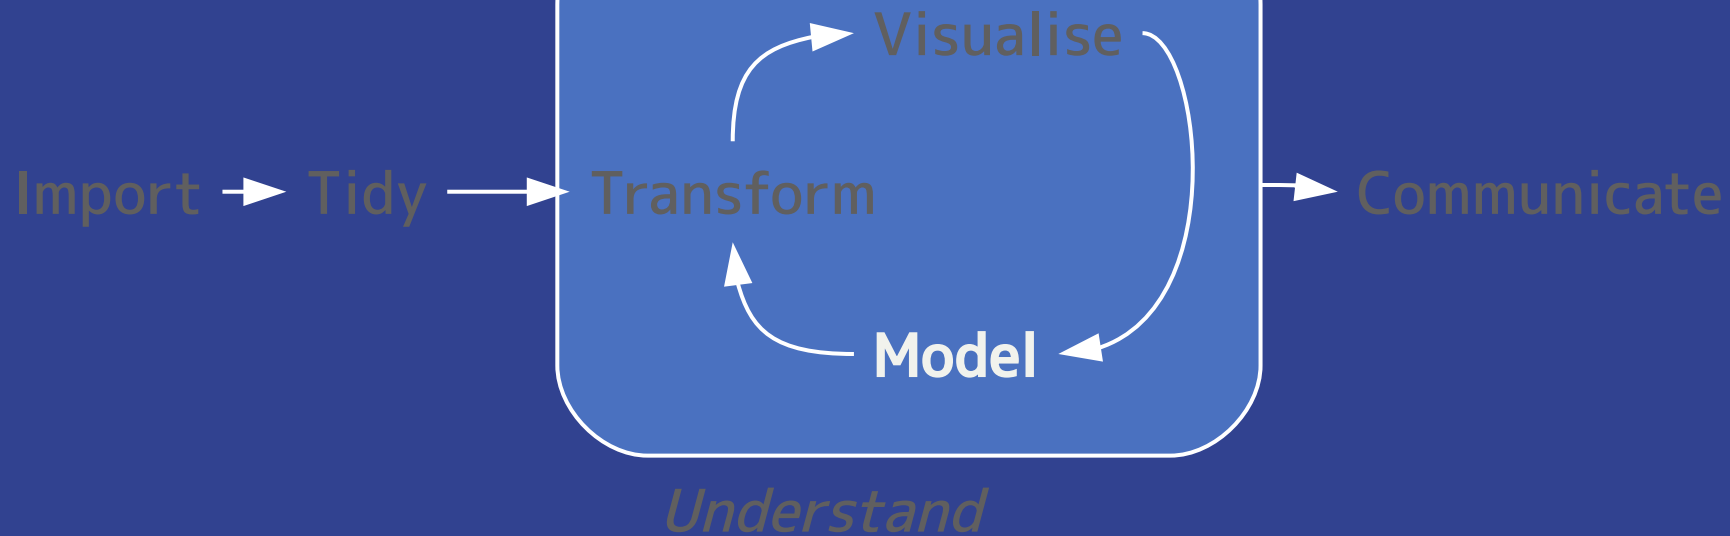 Visualise
Import
Tidy
Transform
Communicate
Model
Understand